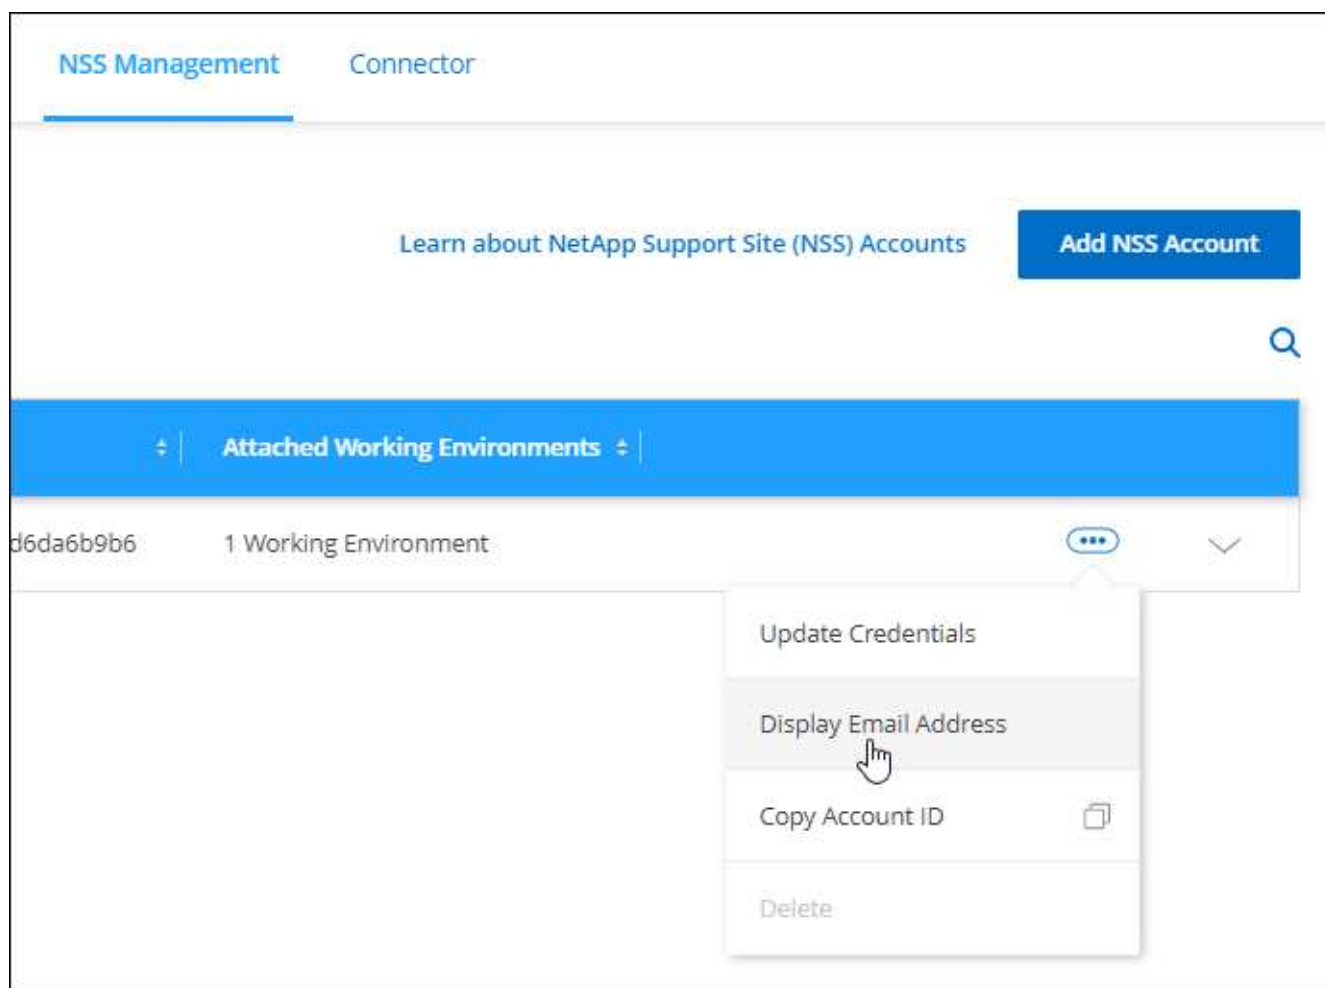 NSS Management Connector
Learn about NetApp Support Site (NSS) Accounts Add NSS Account
Attached Working Environments
d6da6b9b6 1 Working Environment
Update Credentials
Display Email Address
Copy Account ID
Delete